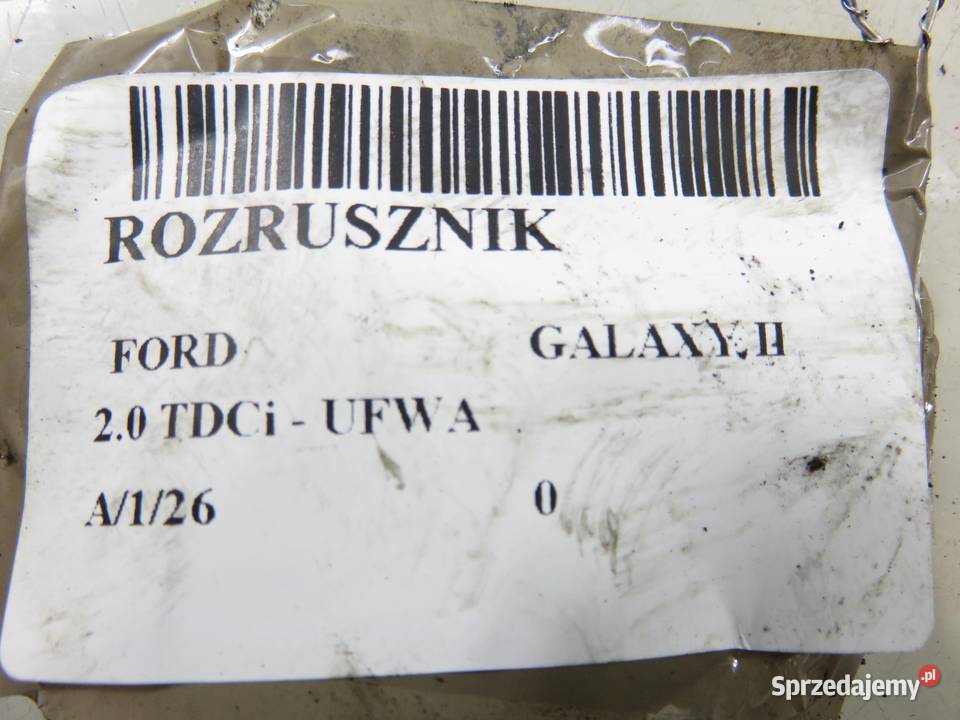 ROZRUSZNIK
FORD GALAXY II
2.0 TDCi - UFWA
A/1/26 0
Sprzedajemy.pl